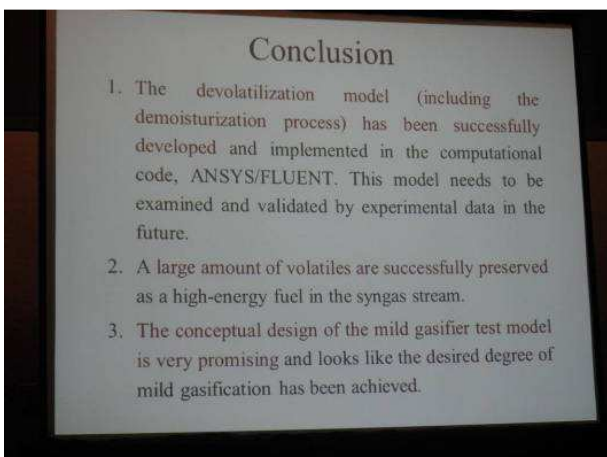 Conclusion
1. The devolatilization model (including the
demoisturization process) has been successfully
developed and implemented in the computational
code, ANSYS/FLUENT. This model needs to be
examined and validated by experimental data in the
future.
2. A large amount of volatiles are successfully preserved
as a high-energy fuel in the syngas stream.
3. The conceptual design of the mild gasifier test model
is very promising and looks like the desired degree of
mild gasification has been achieved.